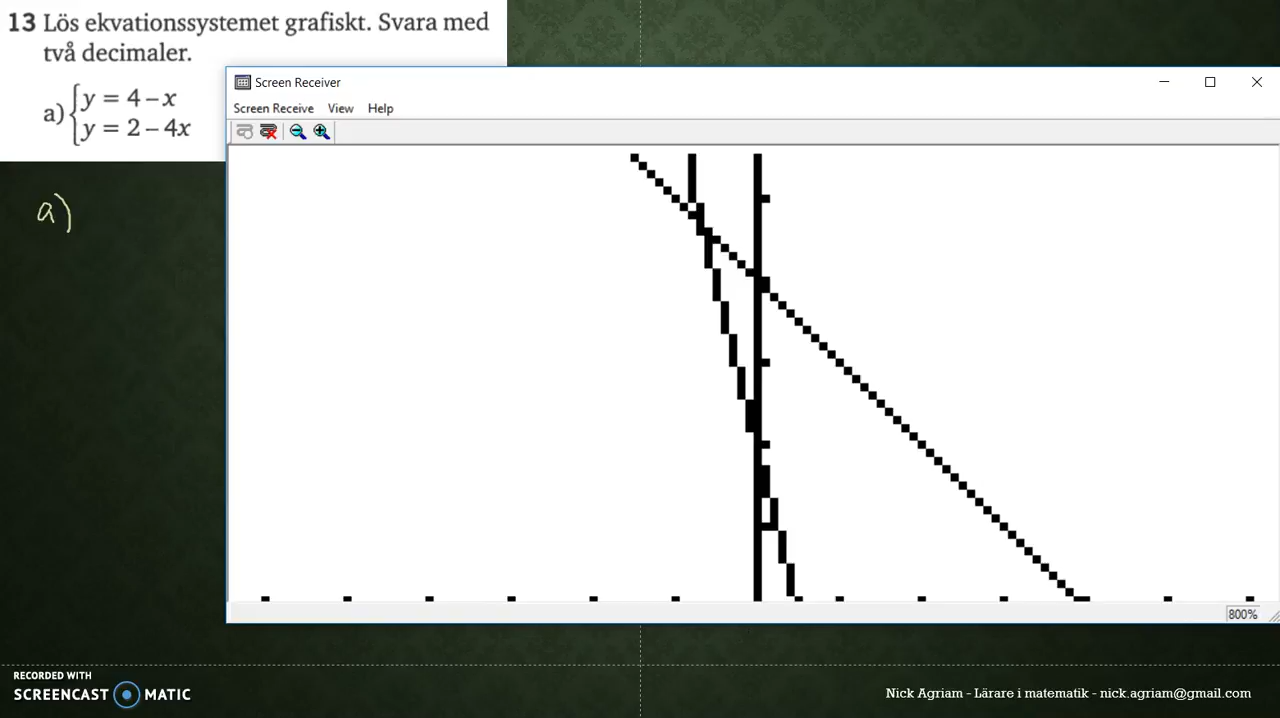 13 Lös ekvationssystemet grafiskt. Svara med
två decimaler.
a) { y = 4 – x
y = 2 – 4x
Screen Receiver
Screen Receive View Help
a)
800%
RECORDED WITH
SCREENCAST MATIC
Nick Agriam - Lärare i matematik - nick.agriam@gmail.com